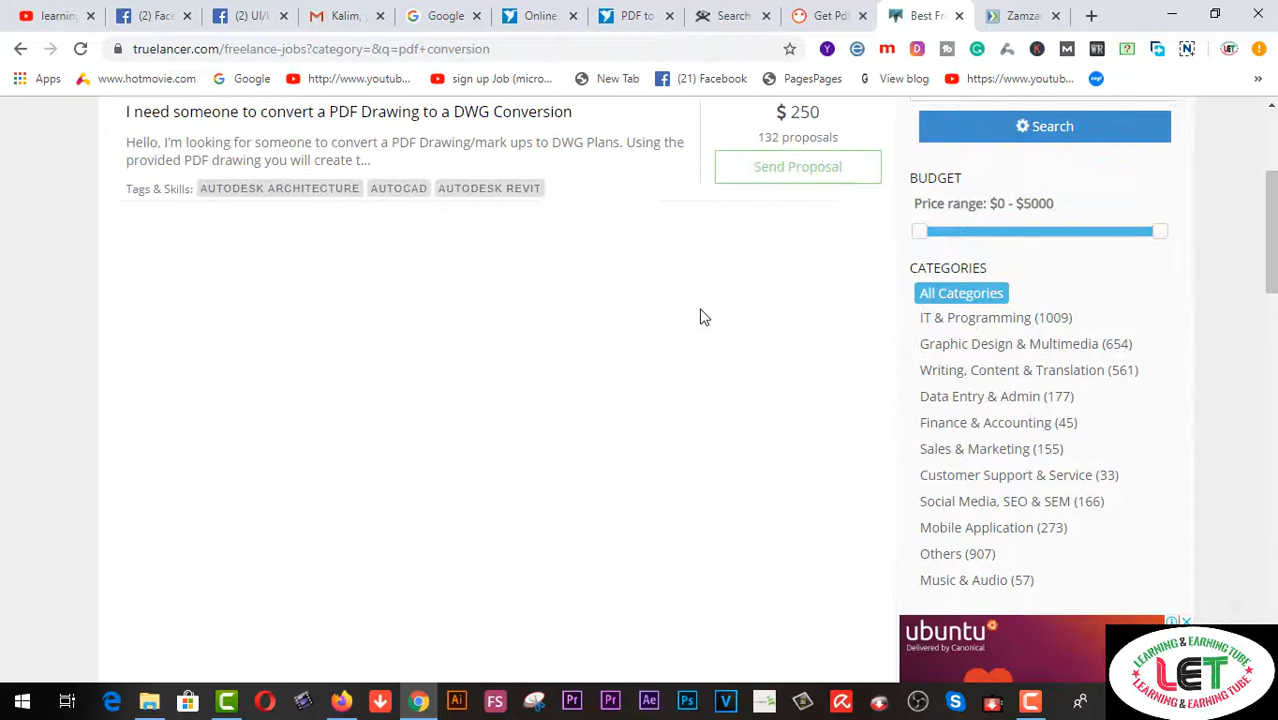 learning
(2) Face
(2) UI/U
Kalim,
Google
Online
PDF to
Search
Get Pa
Best Fr
Zamzar
truelancer.com/freelance-jobs?category=&q=pdf+conversion
Apps
www.hotmovie.com
Google
http://www.youtub...
sign up Job (micro...
New Tab
(21) Facebook
PagesPages
View blog
https://www.youtub...
I need someone to convert a PDF Drawing to a DWG Conversion
$ 250
132 proposals
Hello, I'm looking for someone to convert a PDF Drawing/mark ups to DWG Plans. Using the
provided PDF drawing you will create t...
Send Proposal
Tags & Skills: AUTODESK ARCHITECTURE AUTOCAD AUTODESK REVIT
Search
BUDGET
Price range: $0 - $5000
CATEGORIES
All Categories
IT & Programming (1009)
Graphic Design & Multimedia (654)
Writing, Content & Translation (561)
Data Entry & Admin (177)
Finance & Accounting (45)
Sales & Marketing (155)
Customer Support & Service (33)
Social Media, SEO & SEM (166)
Mobile Application (273)
Others (907)
Music & Audio (57)
ubuntu
Delivered by Canonical
LEARNING & EARNING TUBE
LET
LEARNING & EARNING TUBE